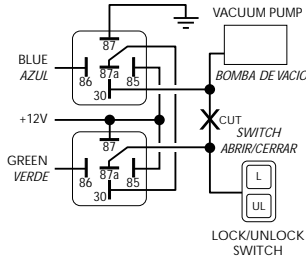 VACUUM PUMP
87
BLUE
AZUL
87a
86
85
30
BOMBA DE VACIO
+12V
CUT
SWITCH
ABRIR/CERRAR
87
GREEN
VERDE
87a
86
85
30
L
UL
LOCK/UNLOCK
SWITCH